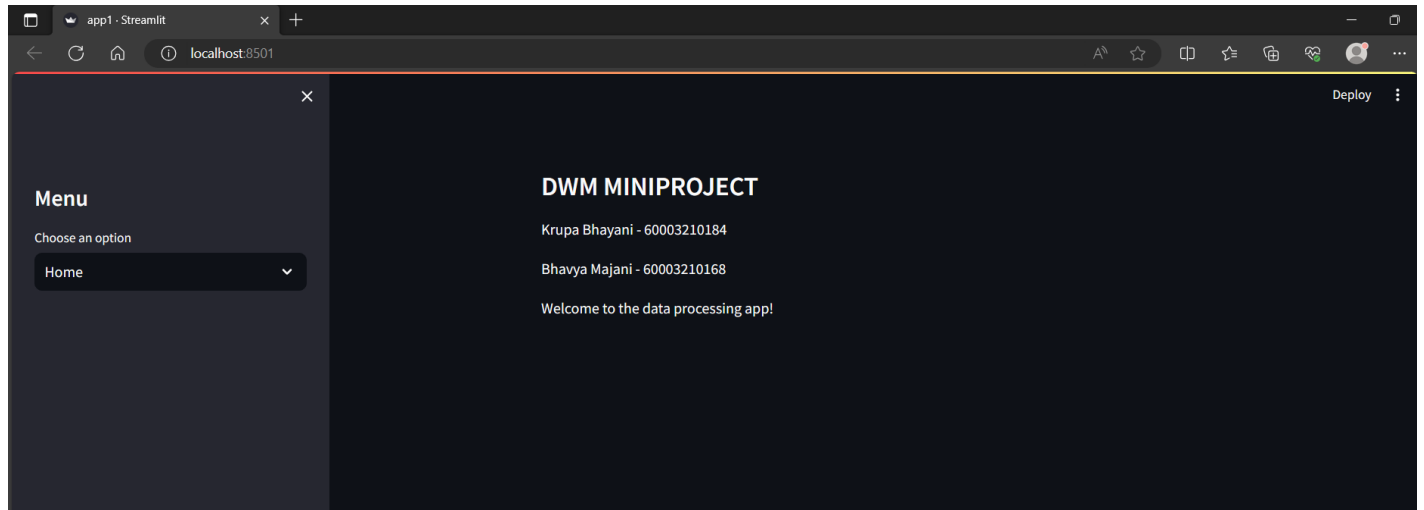 app1 · Streamlit
localhost:8501
Deploy
Menu
Choose an option
Home
DWM MINIPROJECT
Krupa Bhayani - 60003210184
Bhavya Majani - 60003210168
Welcome to the data processing app!